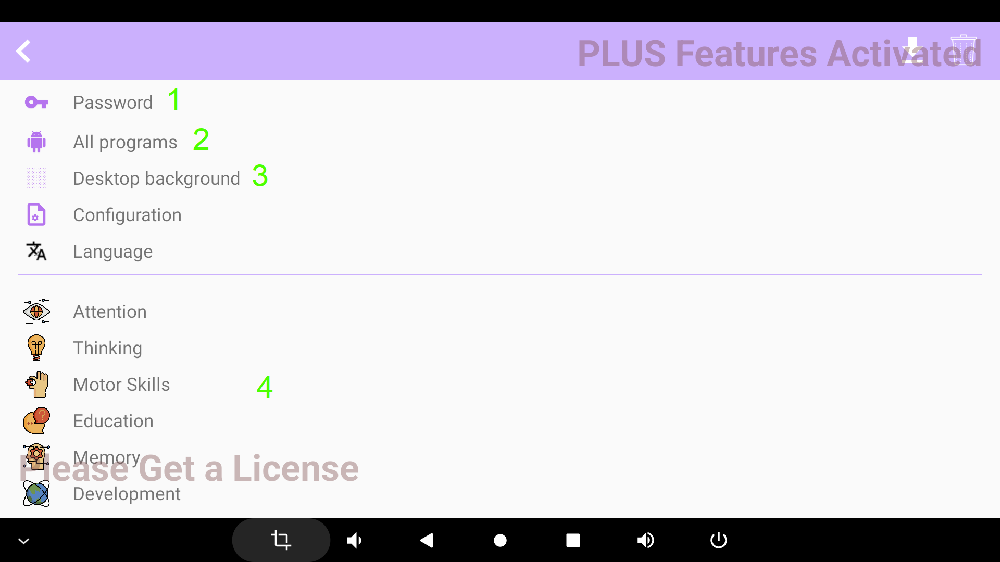 PLUS Features Activated
Password 1
All programs 2
Desktop background 3
Configuration
Language
Attention
Thinking
Motor Skills 4
Education
Memory
Please Get a License
Development